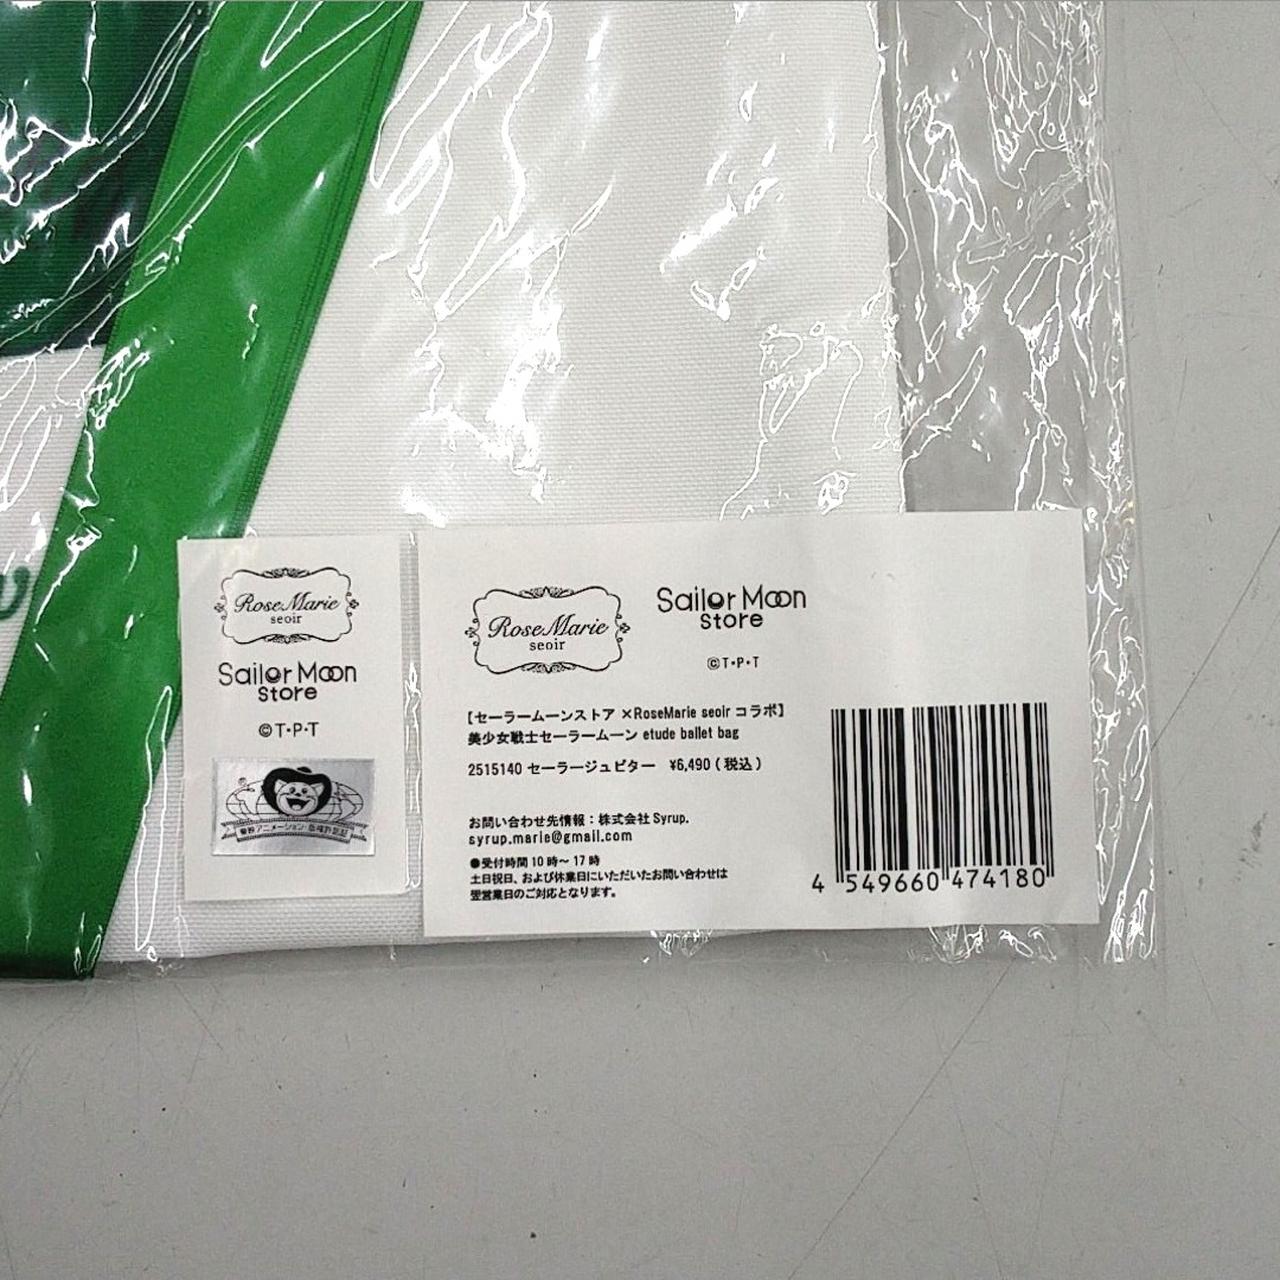 RoseMarie
seoir
Sailor Moon
Store
©T•P•T
東映アニメーション・版権許諾証
RoseMarie
seoir
Sailor Moon
Store
©T•P•T
【セーラームーンストア ×RoseMarie seoir コラボ】
美少女戦士セーラームーン etude ballet bag
2515140 セーラージュピター ¥6,490(税込)
お問い合わせ先情報：株式会社 Syrup.
syrup.marie@gmail.com
●受付時間 10 時～ 17 時
土日祝日、および休業日にいただいたお問い合わせは
翌営業日のご対応となります。
4 549660 474180